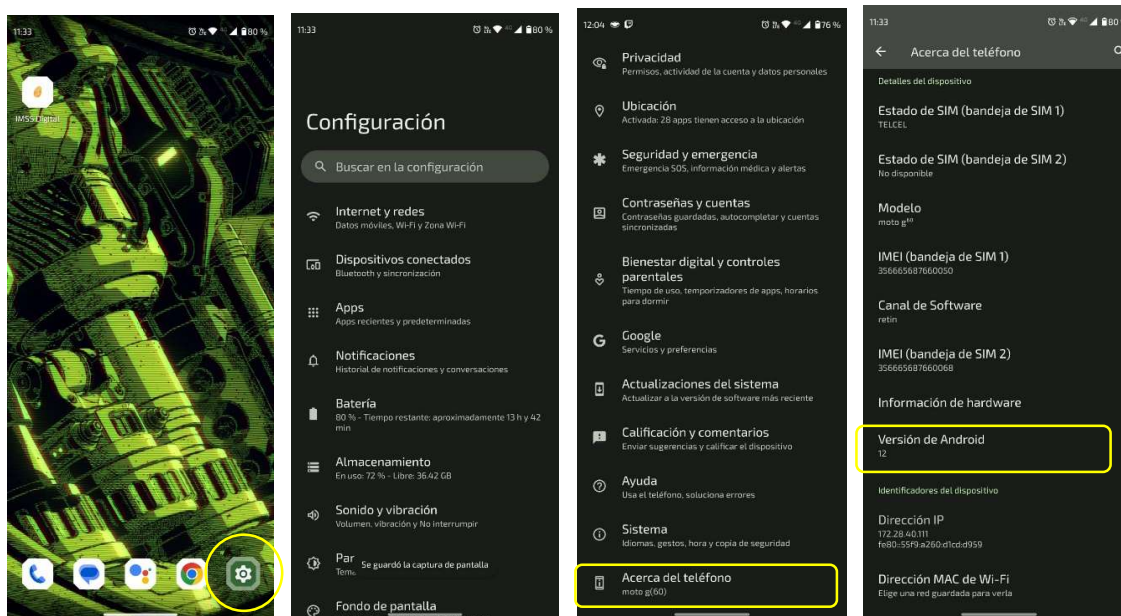 11:33
80 %
IMSS Digital
11:33
80 %
Configuración
Buscar en la configuración
Internet y redes
Datos móviles, Wi-Fi y Zona Wi-Fi
Dispositivos conectados
Bluetooth y sincronización
Apps
Apps recientes y predeterminadas
Notificaciones
Historial de notificaciones y conversaciones
Batería
80 % - Tiempo restante: aproximadamente 13 h y 42
min
Almacenamiento
En uso: 72 % - Libre: 36.42 GB
Sonido y vibración
Volumen, vibración y No interrumpir
Par
Se guardó la captura de pantalla
Fondo de pantalla
12:04
4G
76 %
Privacidad
Permisos, actividad de la cuenta y datos personales
Ubicación
Activada: 28 apps tienen acceso a la ubicación
Seguridad y emergencia
Emergencia SOS, información médica y alertas
Contraseñas y cuentas
Contraseñas guardadas, autocompletar y cuentas
sincronizadas
Bienestar digital y controles
parentales
Tiempo de uso, temporizadores de apps, horarios
para dormir
Google
Servicios y preferencias
Actualizaciones del sistema
Actualizar a la versión de software más reciente
Calificación y comentarios
Enviar sugerencias y calificar el dispositivo
Ayuda
Usa el teléfono, soluciona errores
Sistema
Idiomas, gestos, hora y copia de seguridad
Acerca del teléfono
moto g(60)
11:33
4G
80
Acerca del teléfono
Detalles del dispositivo
Estado de SIM (bandeja de SIM 1)
TELCEL
Estado de SIM (bandeja de SIM 2)
No disponible
Modelo
moto g⁶⁰
IMEI (bandeja de SIM 1)
356665687660050
Canal de Software
retin
IMEI (bandeja de SIM 2)
356665687660068
Información de hardware
Versión de Android
12
Identificadores del dispositivo
Dirección IP
172.28.40.111
fe80::55f9:a260:d1cd:d959
Dirección MAC de Wi-Fi
Elige una red guardada para verla